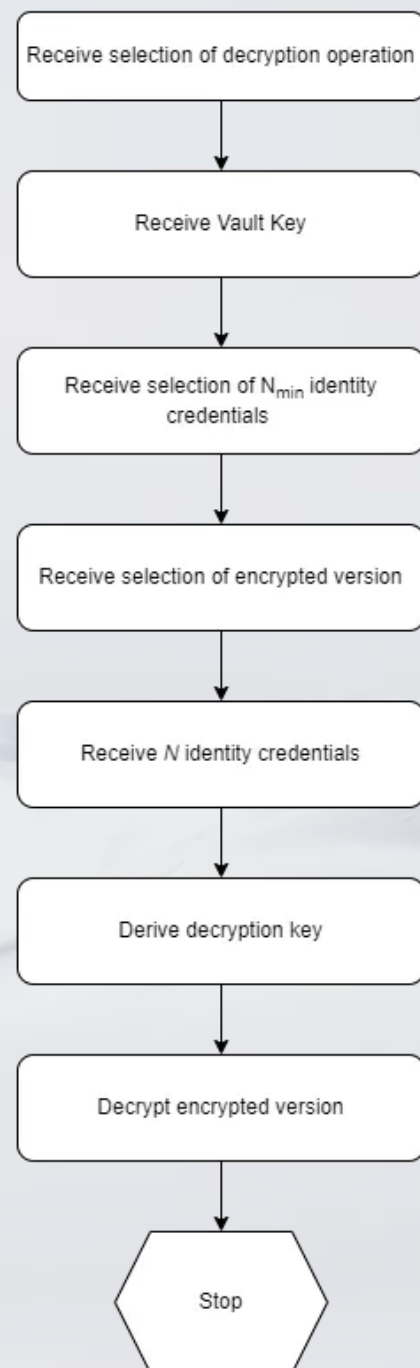 Receive selection of decryption operation
Receive Vault Key
Receive selection of Nmin identity
credentials
Receive selection of encrypted version
Receive N identity credentials
Derive decryption key
Decrypt encrypted version
Stop